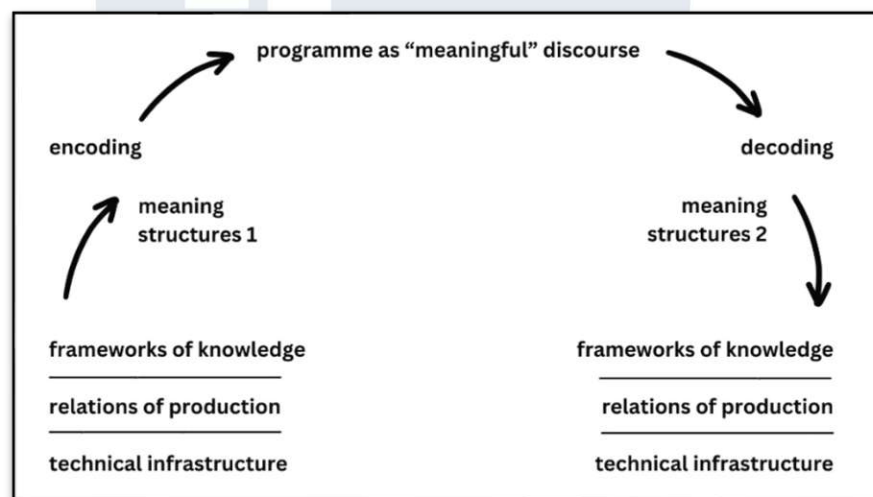 programme as “meaningful” discourse
encoding
decoding
meaning
structures 1
meaning
structures 2
frameworks of knowledge
relations of production
technical infrastructure
frameworks of knowledge
relations of production
technical infrastructure